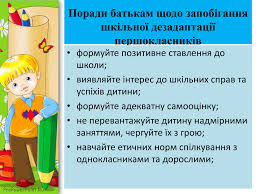 Поради батькам щодо запобігання
шкільної дезадаптації
першокласників
• формуйте позитивне ставлення до
школи;
• виявляйте інтерес до шкільних справ та
успіхів дитини;
• формуйте адекватну самооцінку;
• не перевантажуйте дитину надмірними
заняттями, чергуйте їх з грою;
• навчайте етичних норм спілкування з
однокласниками та дорослими;